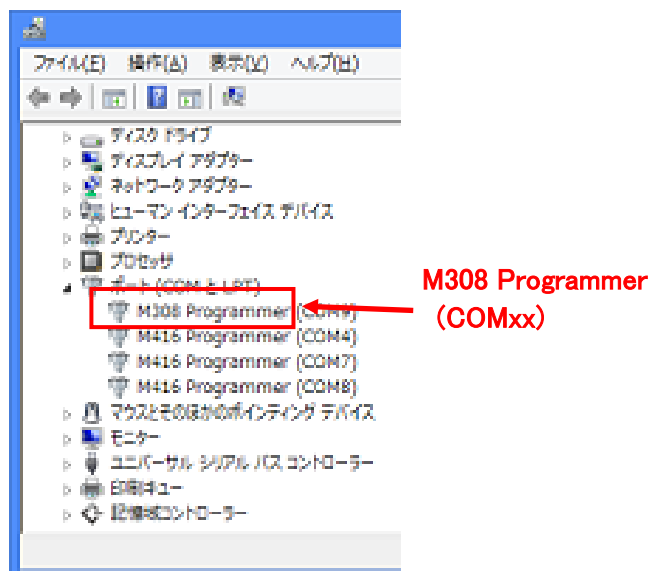 ファイル(F) 操作(A) 表示(V) ヘルプ(H)
ディスク ドライブ
ディスプレイ アダプター
ネットワーク アダプター
ヒューマン インターフェイス デバイス
プリンター
プロセッサ
ポート (COM と LPT)
M308 Programmer (COM9)
M416 Programmer (COM4)
M416 Programmer (COM7)
M416 Programmer (COM8)
マウスとそのほかのポインティング デバイス
モニター
ユニバーサル シリアル バス コントローラー
印刷キュー
記憶域コントローラー
M308 Programmer
（COMxx）